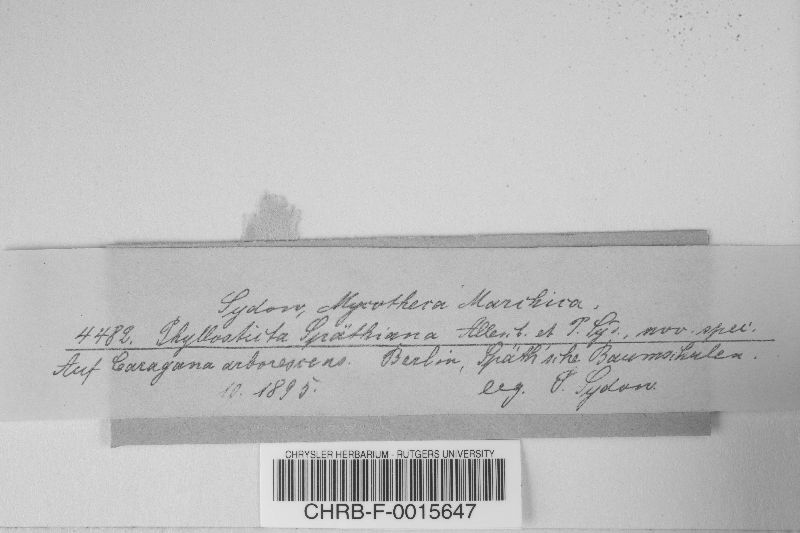 Sydow, Mycotheca Marchica.
4482. Phyllosticta Späthiana Allesch. et P. Syd., nov. spec.
Auf Caragana arborescens. Berlin, Späth'sche Baumschulen.
10. 1895. leg. P. Sydow.
CHRYSLER HERBARIUM - RUTGERS UNIVERSITY
CHRB-F-0015647